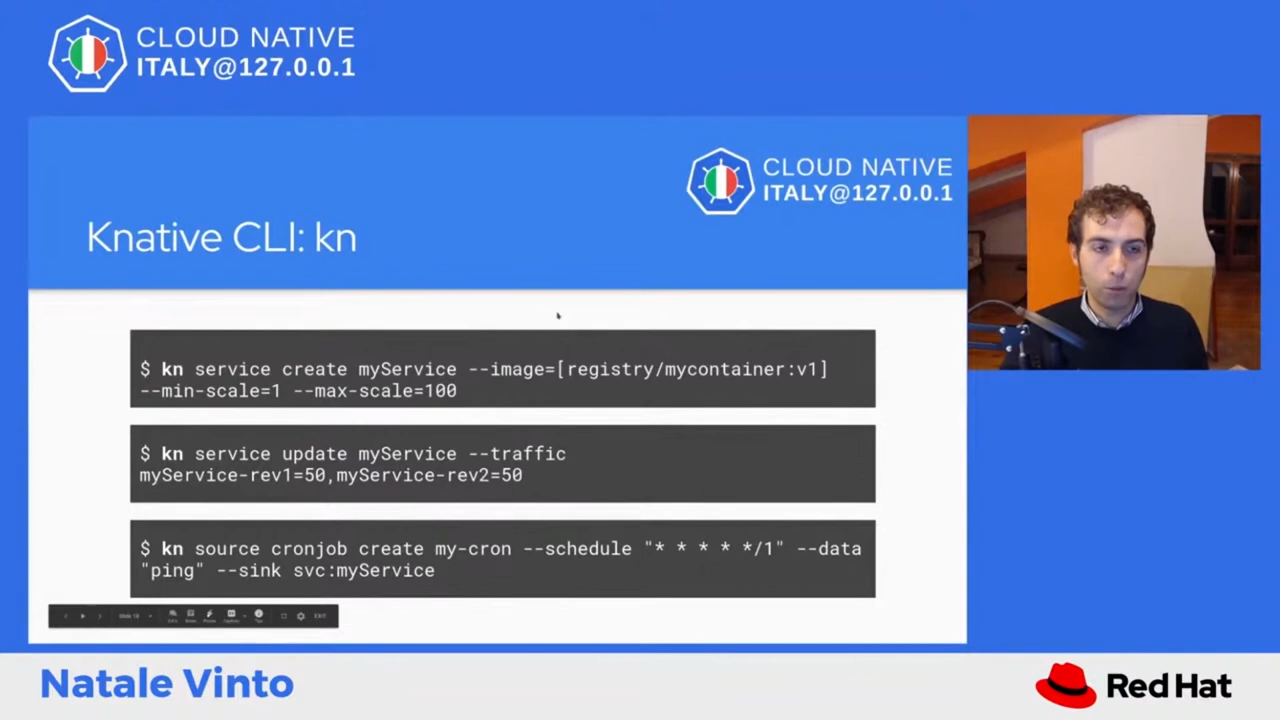 CLOUD NATIVE
ITALY@127.0.0.1
CLOUD NATIVE
ITALY@127.0.0.1
Knative CLI: kn
$ kn service create myService --image=[registry/mycontainer:v1]
--min-scale=1 --max-scale=100
$ kn service update myService --traffic
myService-rev1=50,myService-rev2=50
$ kn source cronjob create my-cron --schedule "* * * * */1" --data
"ping" --sink svc:myService
EXIT
Natale Vinto
Red Hat